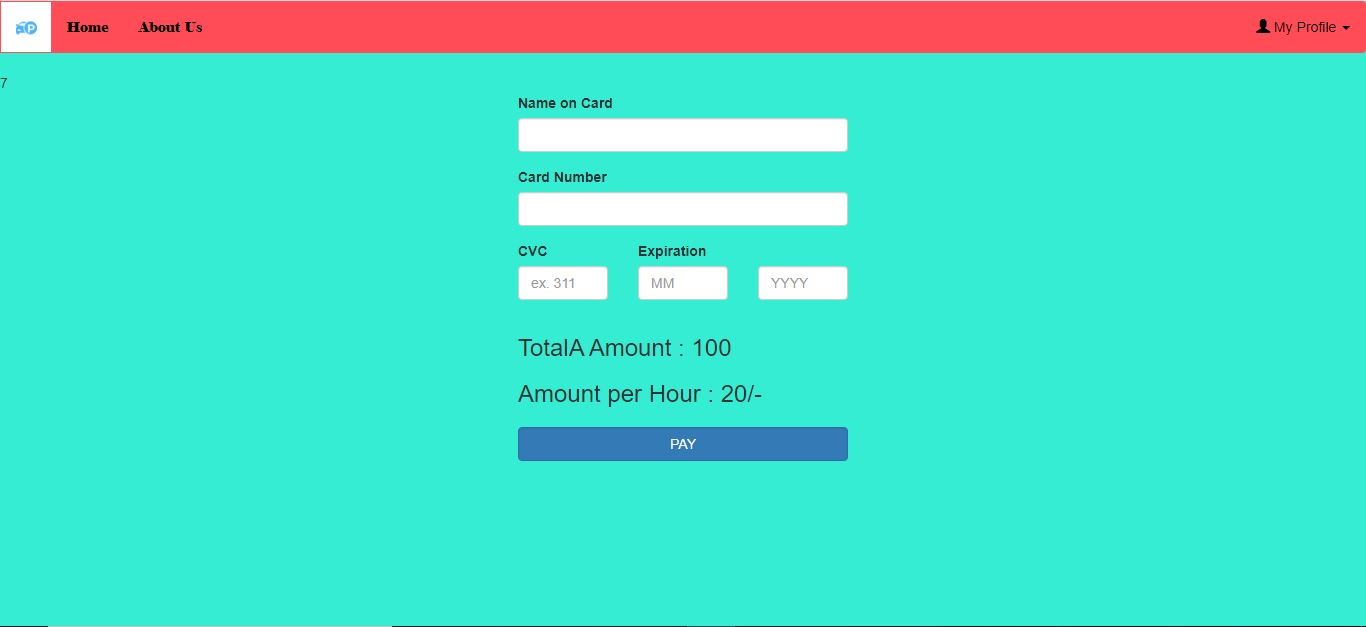 P
Home About Us My Profile
7
Name on Card
Card Number
CVC Expiration
ex. 311 MM YYYY
TotalA Amount : 100
Amount per Hour : 20/-
PAY